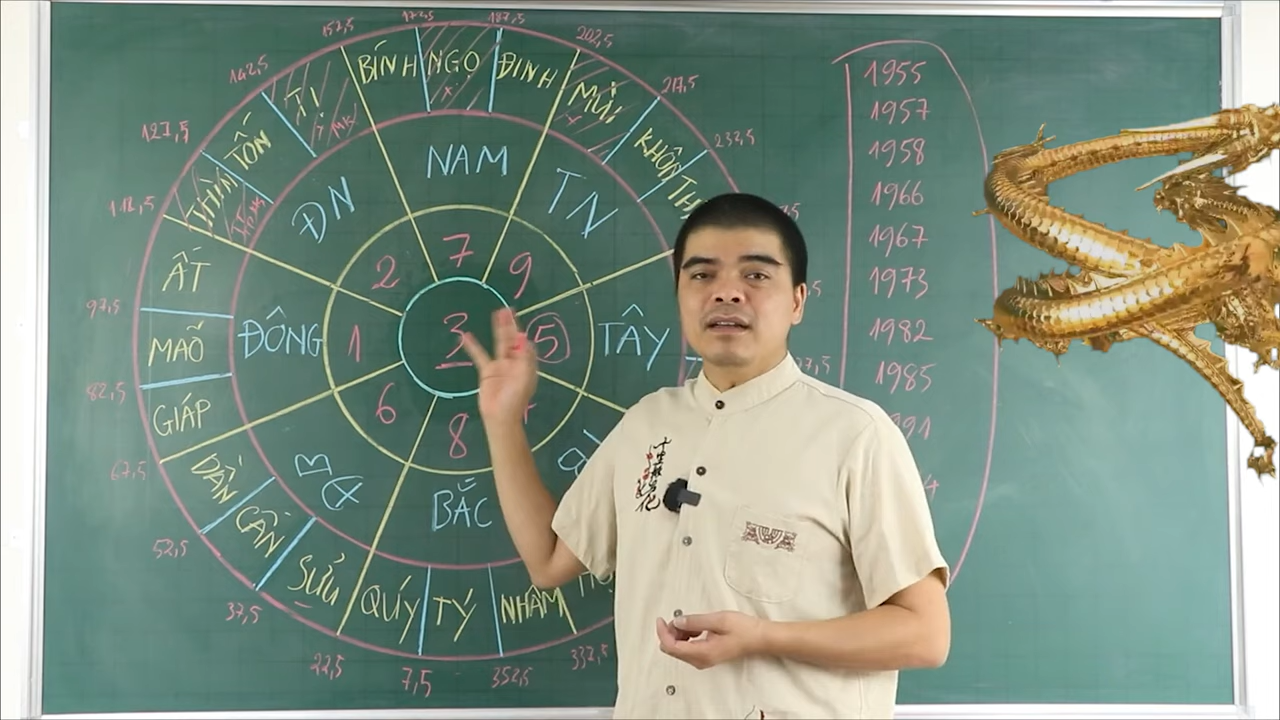 172,5
187,5
157,5
202,5
142,5
BÍNH
NGỌ
ĐINH
217,5
TỊ
MÙI
x
x
127,5
TỐN
KHÔN
232,5
NAM
112,5
THÌN
ĐN
TN
ẤT
2
7
9
97,5
MÃO
ĐÔNG
1
3
5
TÂY
82,5
GIÁP
6
8
67,5
DẦN
BẮC
CẤN
52,5
SỬU
QUÝ
TÝ
NHÂM
37,5
22,5
7,5
352,5
337,5
1955
1957
1958
1966
1967
1973
1982
1985